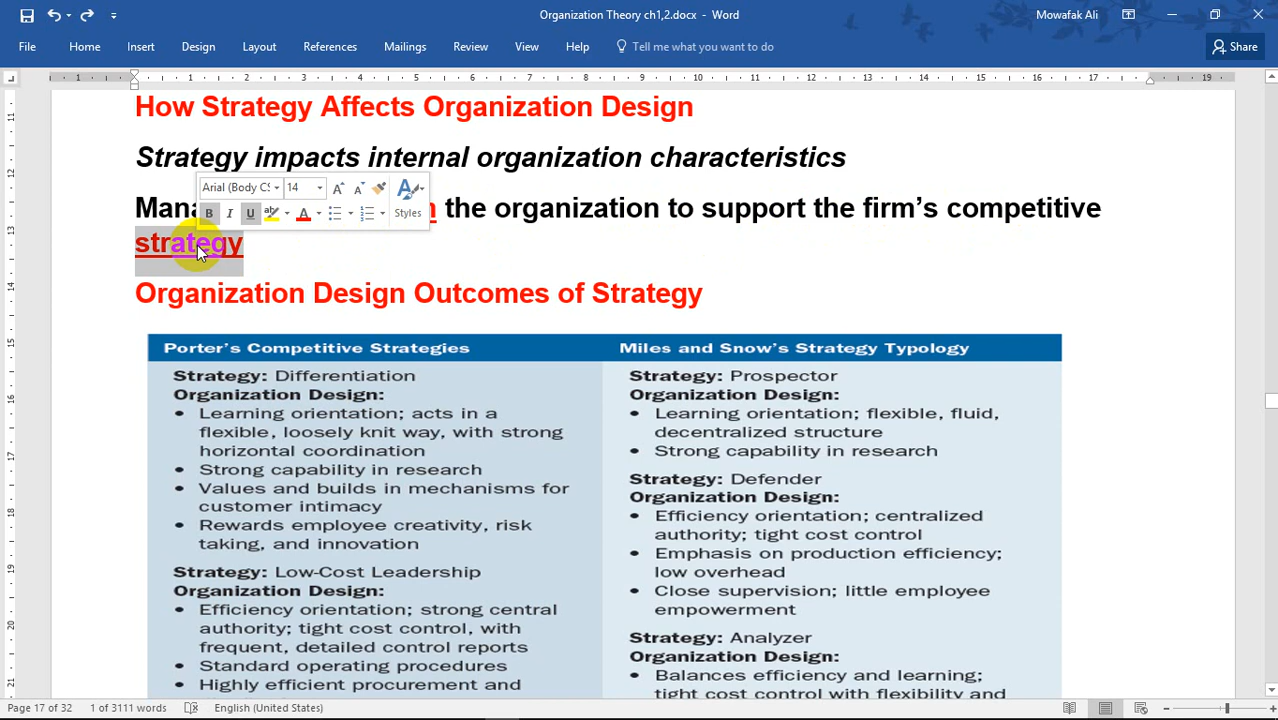 Organization Theory ch1,2.docx - Word
Mowafak Ali
File Home Insert Design Layout References Mailings Review View Help Tell me what you want to do Share
How Strategy Affects Organization Design
Strategy impacts internal organization characteristics
Arial (Body CS 14
Styles
the organization to support the firm's competitive
strategy
Organization Design Outcomes of Strategy
Porter's Competitive Strategies
Strategy: Differentiation
Organization Design:
• Learning orientation; acts in a
flexible, loosely knit way, with strong
horizontal coordination
• Strong capability in research
• Values and builds in mechanisms for
customer intimacy
• Rewards employee creativity, risk
taking, and innovation
Strategy: Low-Cost Leadership
Organization Design:
• Efficiency orientation; strong central
authority; tight cost control, with
frequent, detailed control reports
• Standard operating procedures
• Highly efficient procurement and
Miles and Snow's Strategy Typology
Strategy: Prospector
Organization Design:
• Learning orientation; flexible, fluid,
decentralized structure
• Strong capability in research
Strategy: Defender
Organization Design:
• Efficiency orientation; centralized
authority; tight cost control
• Emphasis on production efficiency;
low overhead
• Close supervision; little employee
empowerment
Strategy: Analyzer
Organization Design:
• Balances efficiency and learning;
tight cost control with flexibility and
Page 17 of 32 1 of 3111 words English (United States)